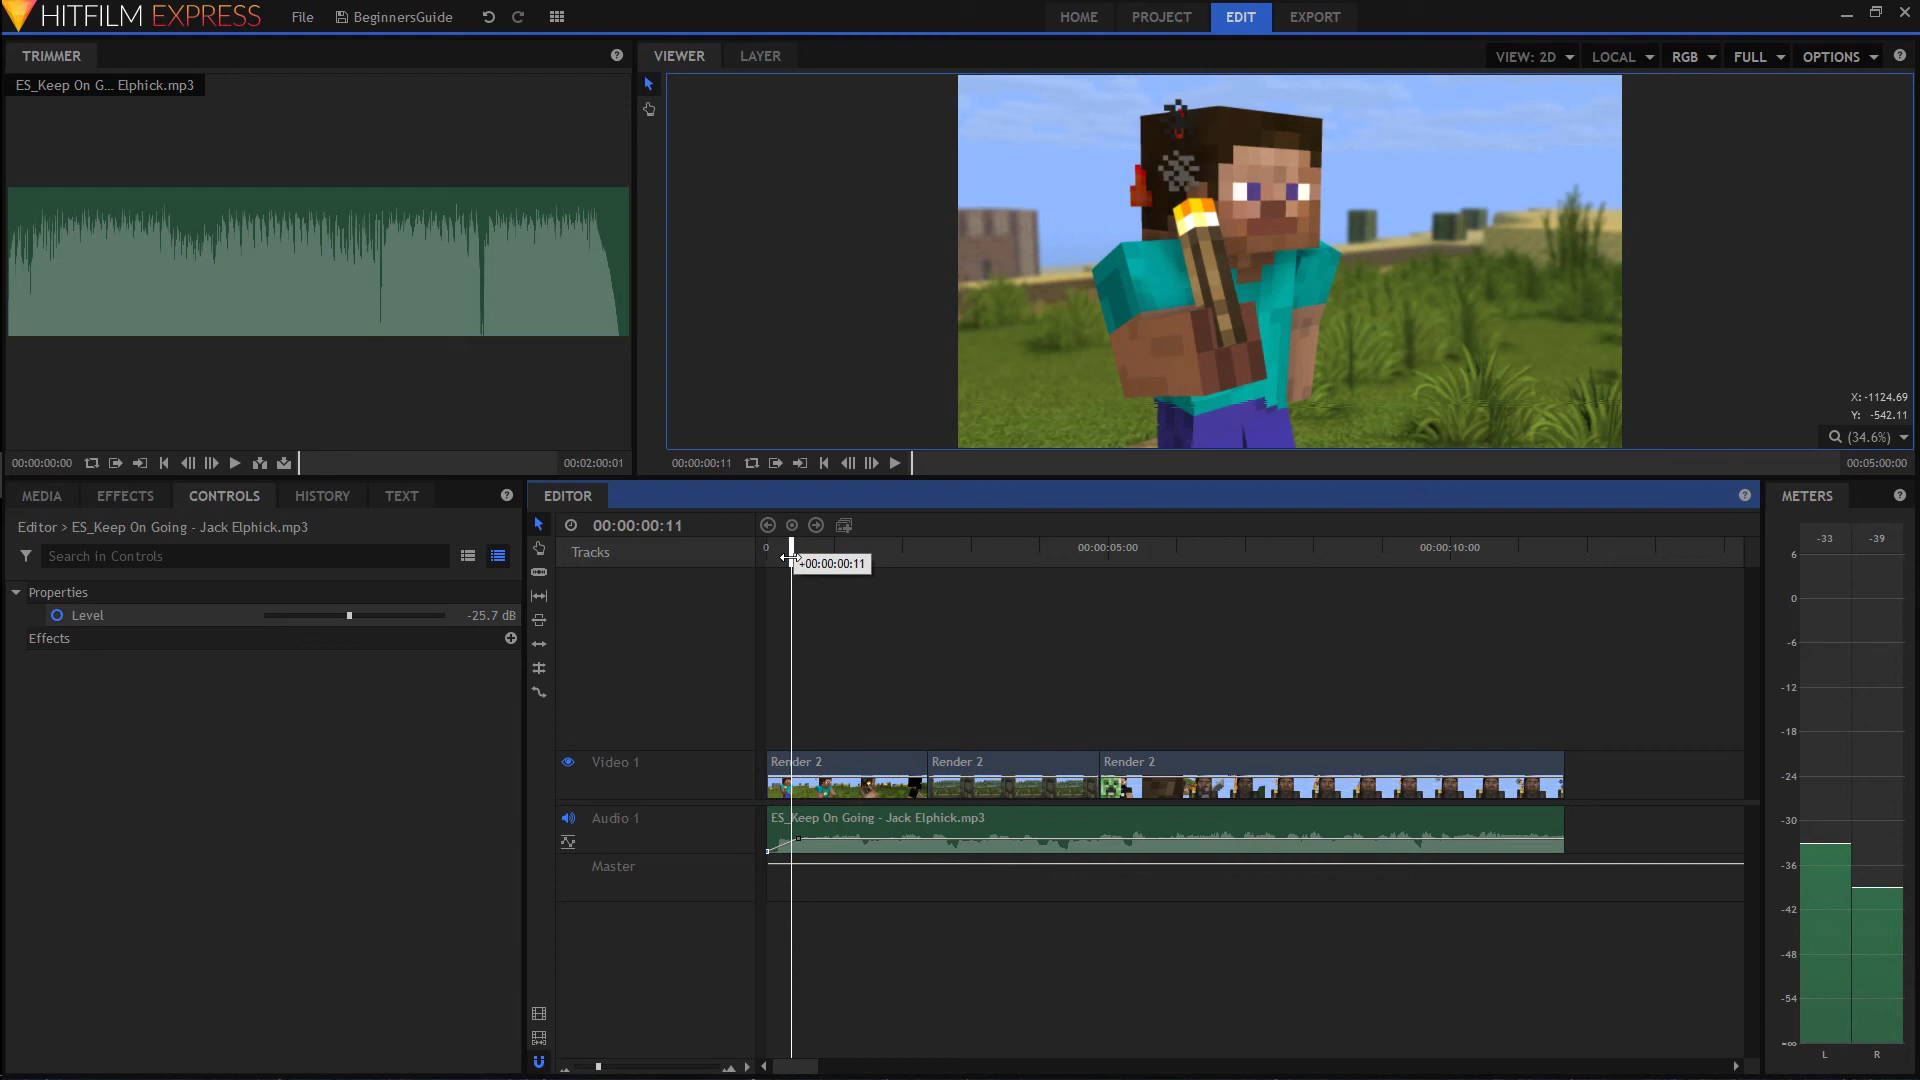 HITFILM EXPRESS File BeginnersGuide HOME PROJECT EDIT EXPORT
TRIMMER
ES_Keep On G... Elphick.mp3
00:00:00:00 00:02:00:01
VIEWER LAYER VIEW: 2D LOCAL RGB FULL OPTIONS
X: -1124.69
Y: -542.11
(34.6%)
00:00:00:11 00:05:00:00
MEDIA EFFECTS CONTROLS HISTORY TEXT
Editor > ES_Keep On Going - Jack Elphick.mp3
Search in Controls
Properties
Level -25.7 dB
Effects
EDITOR
00:00:00:11
Tracks 0 00:00:05:00 00:00:10:00
+00:00:00:11
Video 1 Render 2 Render 2 Render 2
Audio 1 ES_Keep On Going - Jack Elphick.mp3
Master
METERS
-33 -39
6
0
-6
-12
-18
-24
-30
-36
-42
-48
-54
-∞
L R